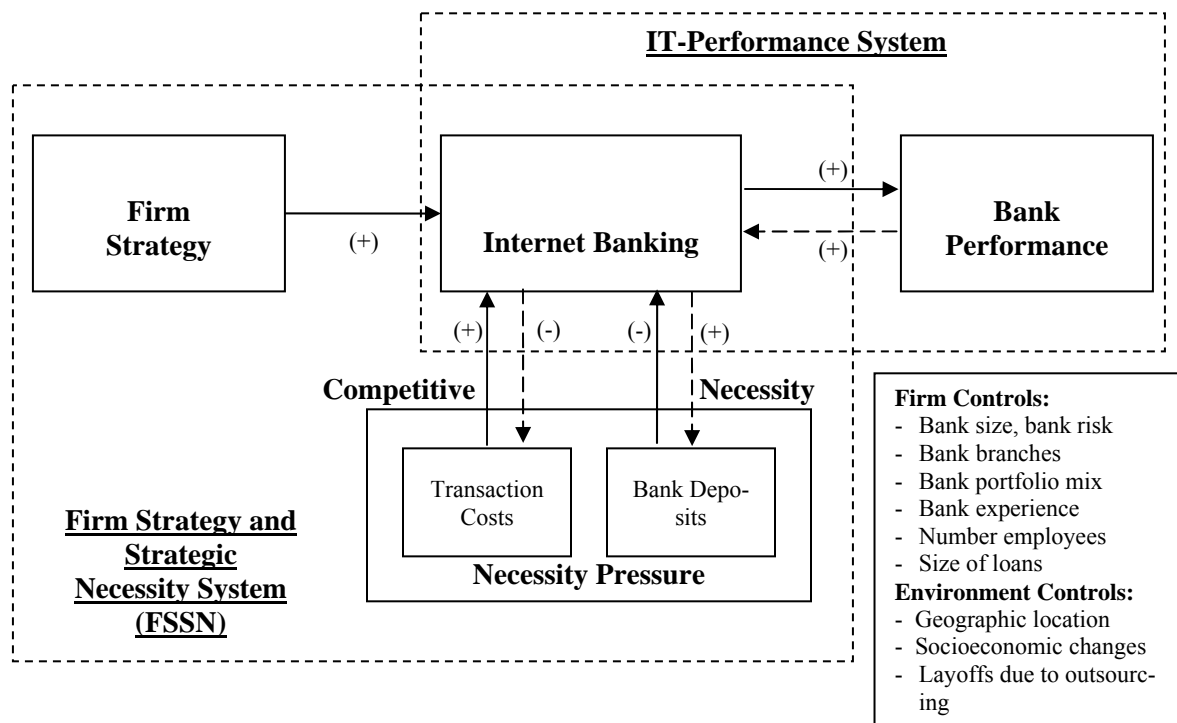 IT-Performance System
Firm
Strategy
(+)
Internet Banking
(+)
(+)
Bank
Performance
(+)
(-)
(-)
(+)
Competitive
Necessity
Transaction
Costs
Bank Depo-
sits
Necessity Pressure
Firm Strategy and
Strategic
Necessity System
(FSSN)
Firm Controls:
- Bank size, bank risk
- Bank branches
- Bank portfolio mix
- Bank experience
- Number employees
- Size of loans
Environment Controls:
- Geographic location
- Socioeconomic changes
- Layoffs due to outsourc-
ing